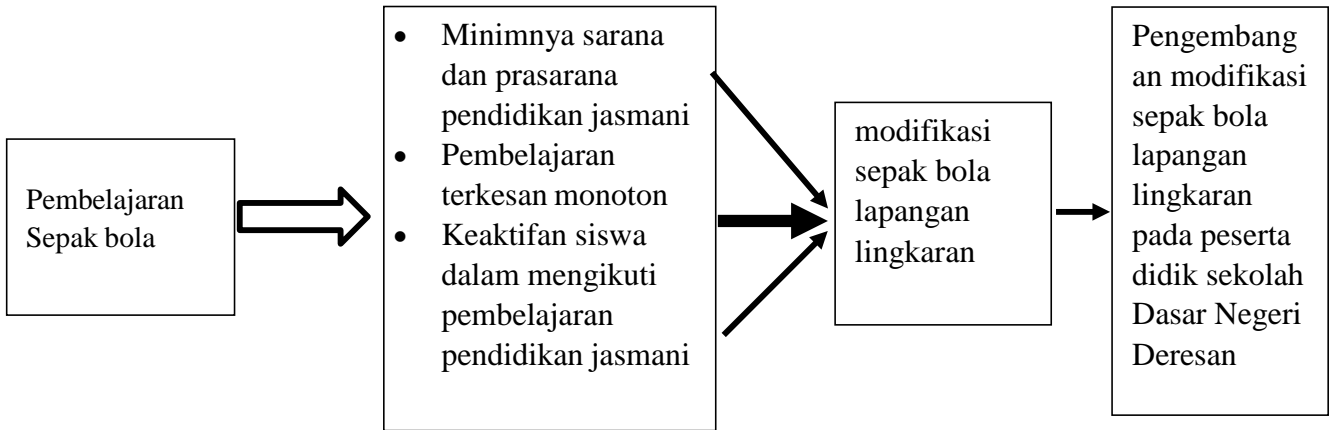 Pembelajaran
Sepak bola
• Minimnya sarana
dan prasarana
pendidikan jasmani
• Pembelajaran
terkesan monoton
• Keaktifan siswa
dalam mengikuti
pembelajaran
pendidikan jasmani
modifikasi
sepak bola
lapangan
lingkaran
Pengembang
an modifikasi
sepak bola
lapangan
lingkaran
pada peserta
didik sekolah
Dasar Negeri
Deresan